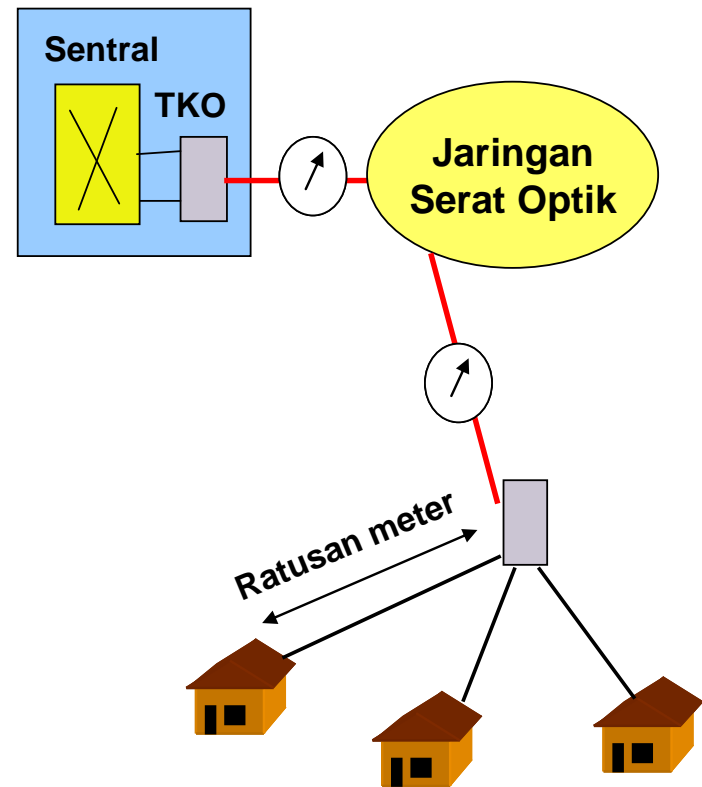 Sentral
TKO
Jaringan
Serat Optik
Ratusan meter